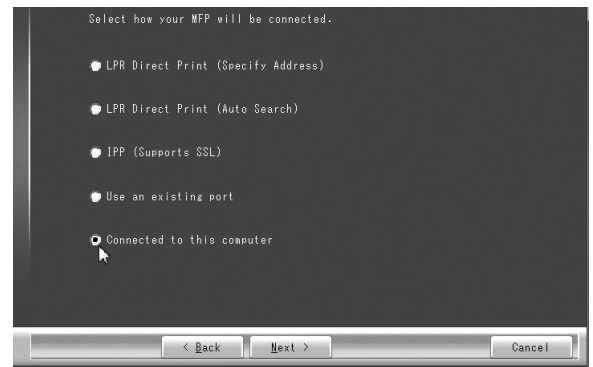 Select how your MFP will be connected.
LPR Direct Print (Specify Address)
LPR Direct Print (Auto Search)
IPP (Supports SSL)
Use an existing port
Connected to this computer
< Back Next > Cancel